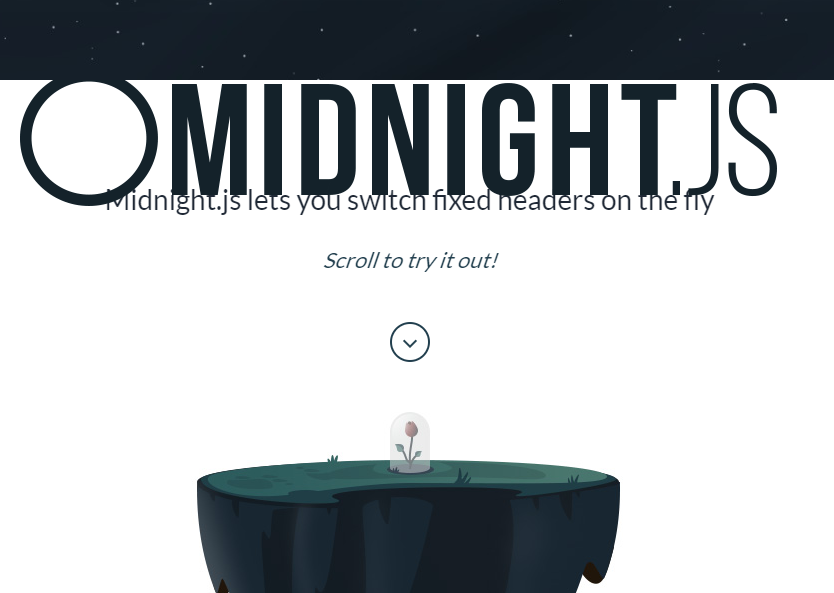 MIDNIGHT.JS
Midnight.js lets you switch fixed headers on the fly
Scroll to try it out!